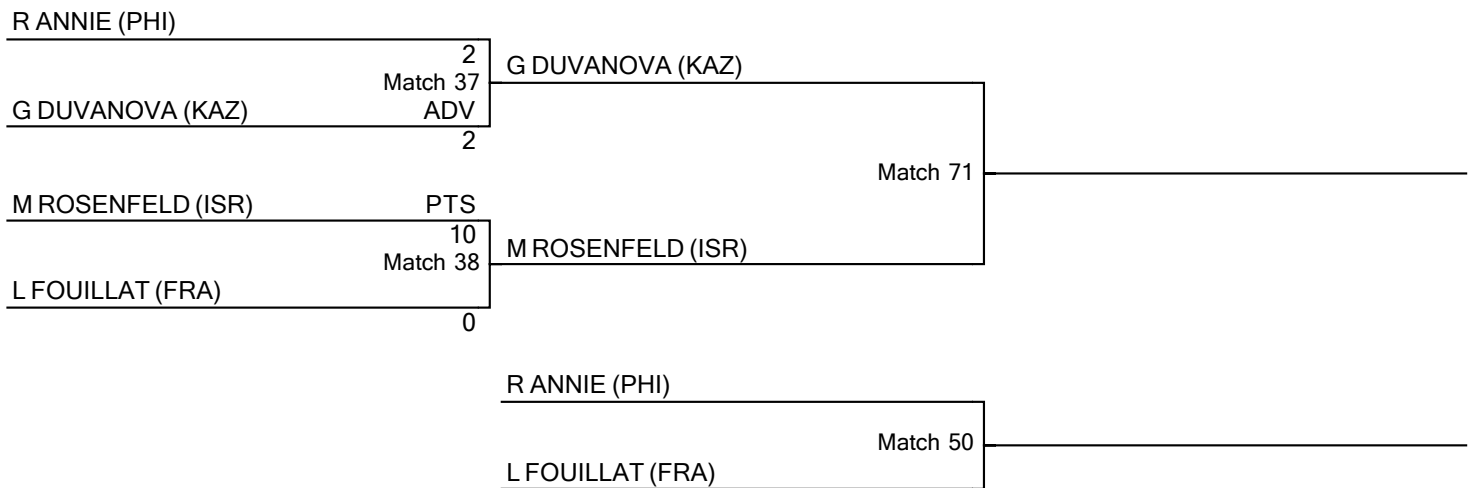 R ANNIE (PHI)
2
Match 37
G DUVANOVA (KAZ) ADV
2
G DUVANOVA (KAZ)
Match 71
M ROSENFELD (ISR) PTS
10
Match 38
L FOUILLAT (FRA)
0
M ROSENFELD (ISR)
R ANNIE (PHI)
Match 50
L FOUILLAT (FRA)